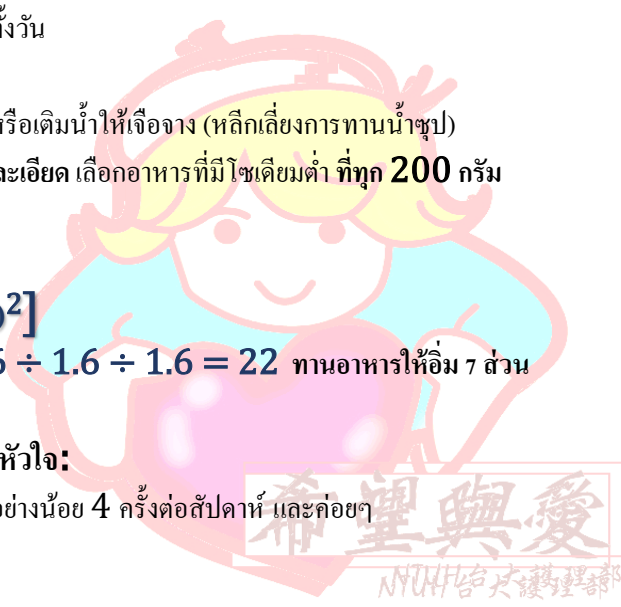 ทั้งวัน
หรือเติมน้ำให้เจือจาง (หลีกเลี่ยงการทานน้ำซุป)
ละเอียด เลือกอาหารที่มีโซเดียมต่ำ ที่ทุก 200 กรัม
)²]
6 ÷ 1.6 ÷ 1.6 = 22 ทานอาหารให้อิ่ม 7 ส่วน
หัวใจ:
อย่างน้อย 4 ครั้งต่อสัปดาห์ และค่อยๆ
希望與愛
NTUH 台大護理部